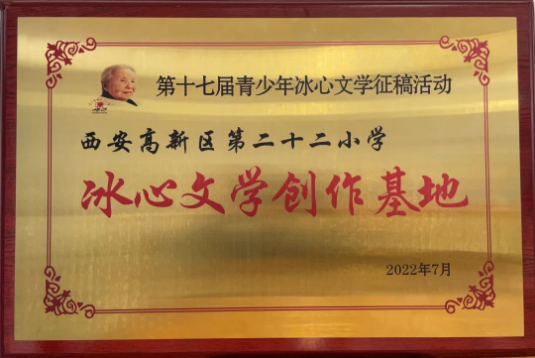 第十七届青少年冰心文学征稿活动
西安高新区第二十二小学
冰心文学创作基地
2022年7月